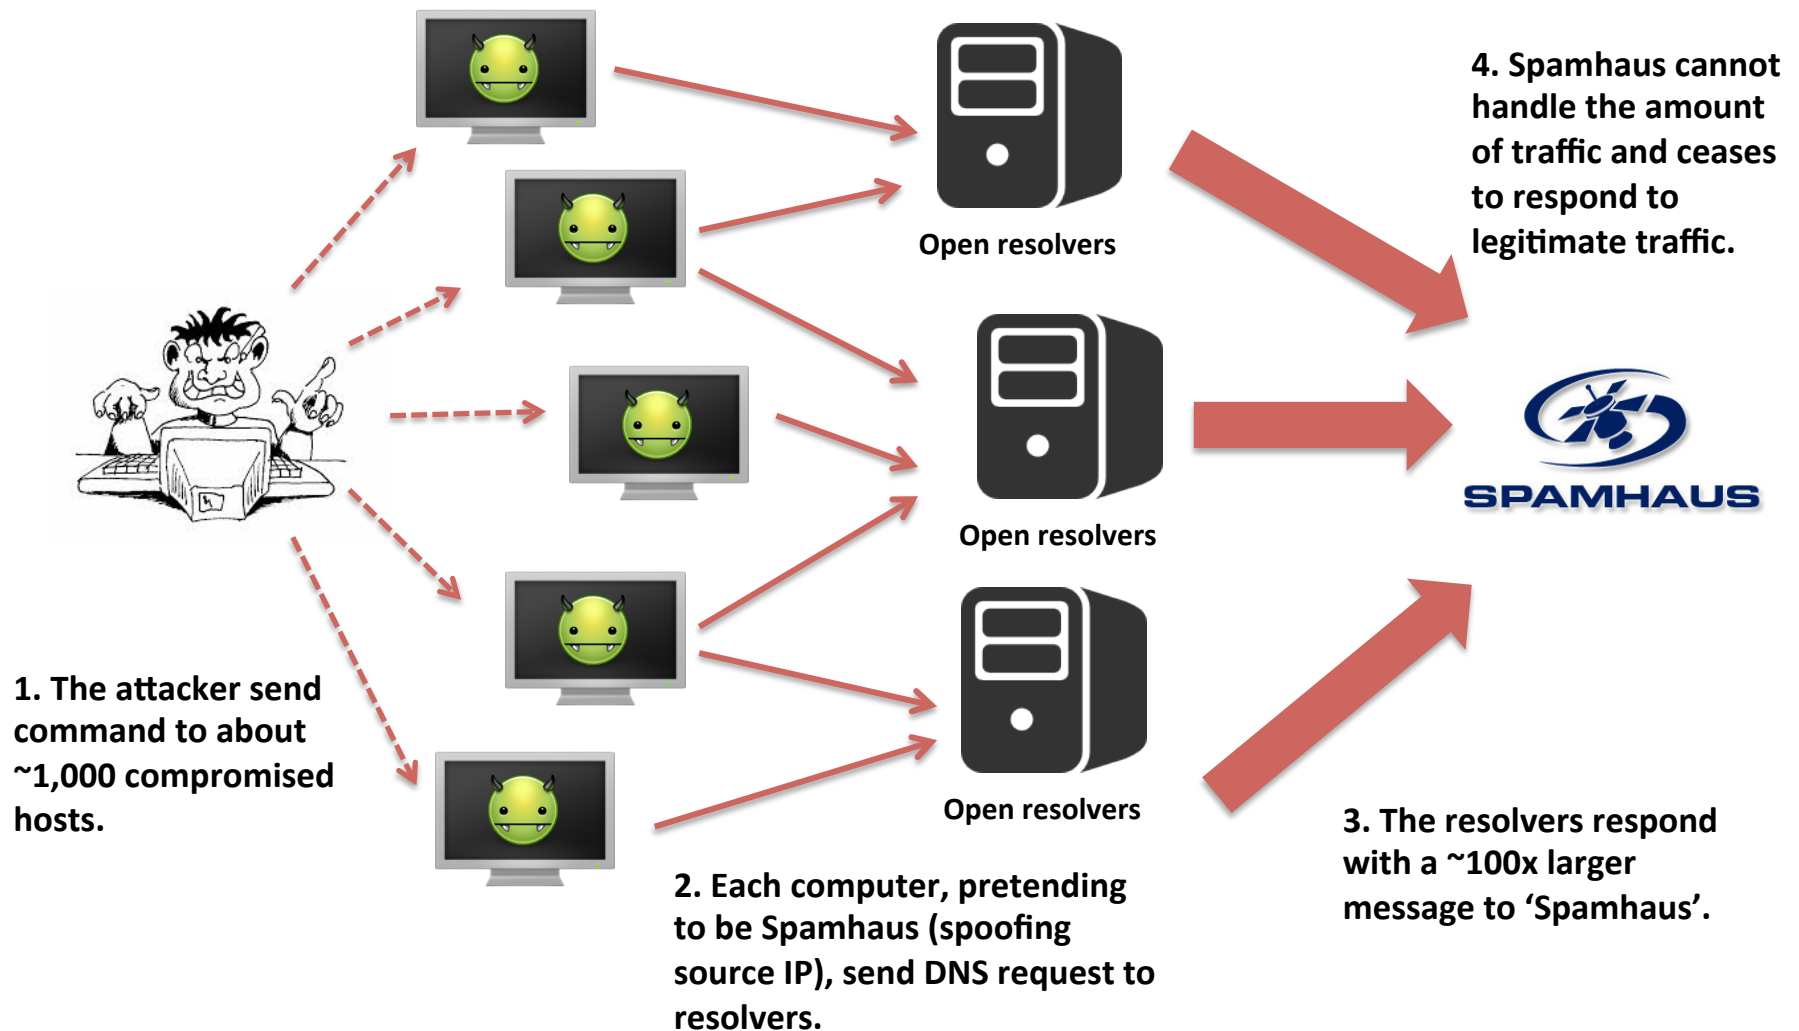 4. Spamhaus cannot
handle the amount
of traffic and ceases
to respond to
legitimate traffic.
Open resolvers
Open resolvers
SPAMHAUS
Open resolvers
1. The attacker send
command to about
~1,000 compromised
hosts.
2. Each computer, pretending
to be Spamhaus (spoofing
source IP), send DNS request to
resolvers.
3. The resolvers respond
with a ~100x larger
message to ‘Spamhaus’.